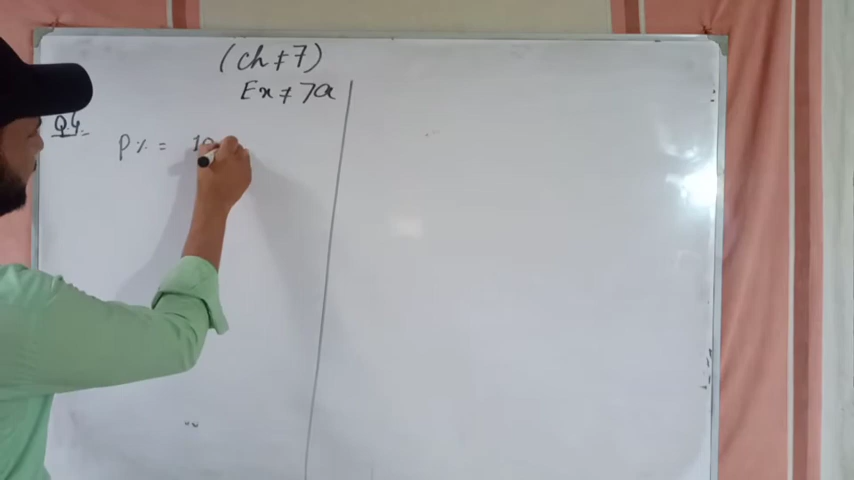 (Ch # 7)
Ex # 7a
Q4:-
P% = 10